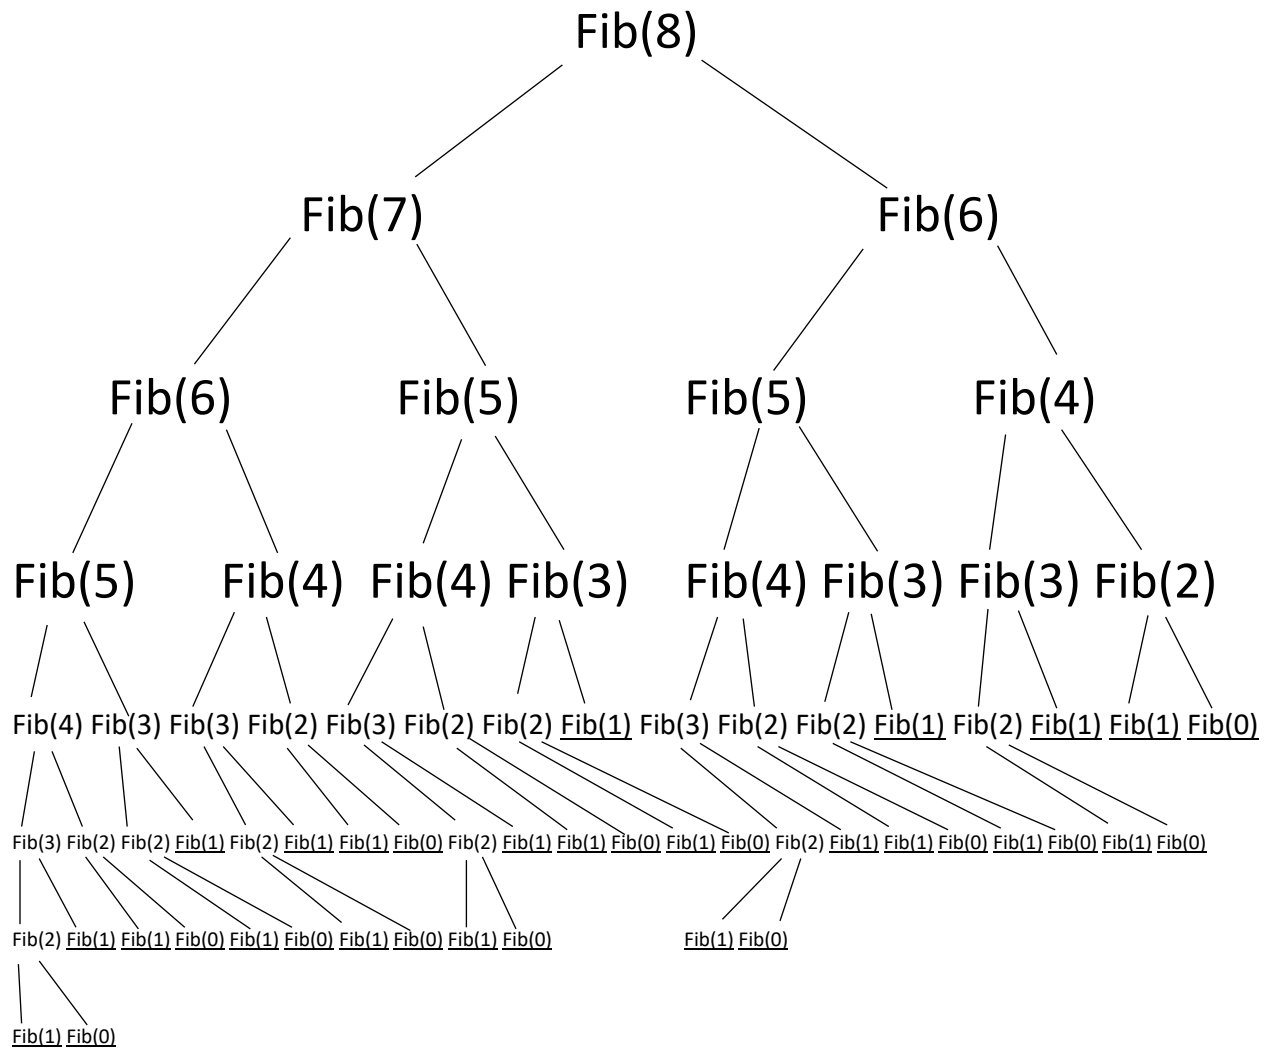 Fib(8)
Fib(7) Fib(6)
Fib(6) Fib(5) Fib(5) Fib(4)
Fib(5) Fib(4) Fib(4) Fib(3) Fib(4) Fib(3) Fib(3) Fib(2)
Fib(4) Fib(3) Fib(3) Fib(2) Fib(3) Fib(2) Fib(2) Fib(1) Fib(3) Fib(2) Fib(2) Fib(1) Fib(2) Fib(1) Fib(1) Fib(0)
Fib(3) Fib(2) Fib(2) Fib(1) Fib(2) Fib(1) Fib(1) Fib(0) Fib(2) Fib(1) Fib(1) Fib(0) Fib(1) Fib(0) Fib(2) Fib(1) Fib(1) Fib(0) Fib(1) Fib(0) Fib(1) Fib(0)
Fib(2) Fib(1) Fib(1) Fib(0) Fib(1) Fib(0) Fib(1) Fib(0) Fib(1) Fib(0) Fib(1) Fib(0)
Fib(1) Fib(0)